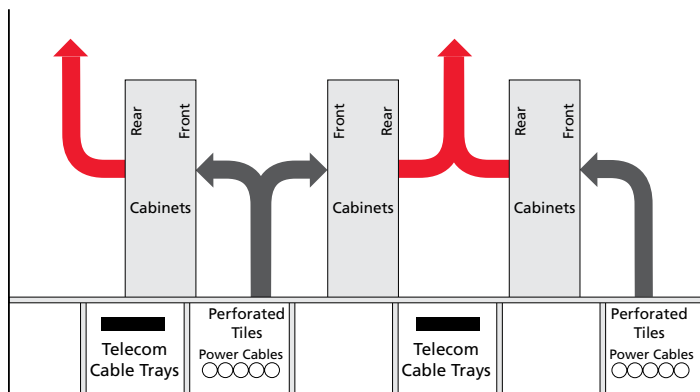 Rear
Front
Cabinets
Front
Rear
Cabinets
Rear
Front
Cabinets
Telecom
Cable Trays
Perforated
Tiles
Power Cables
Telecom
Cable Trays
Perforated
Tiles
Power Cables